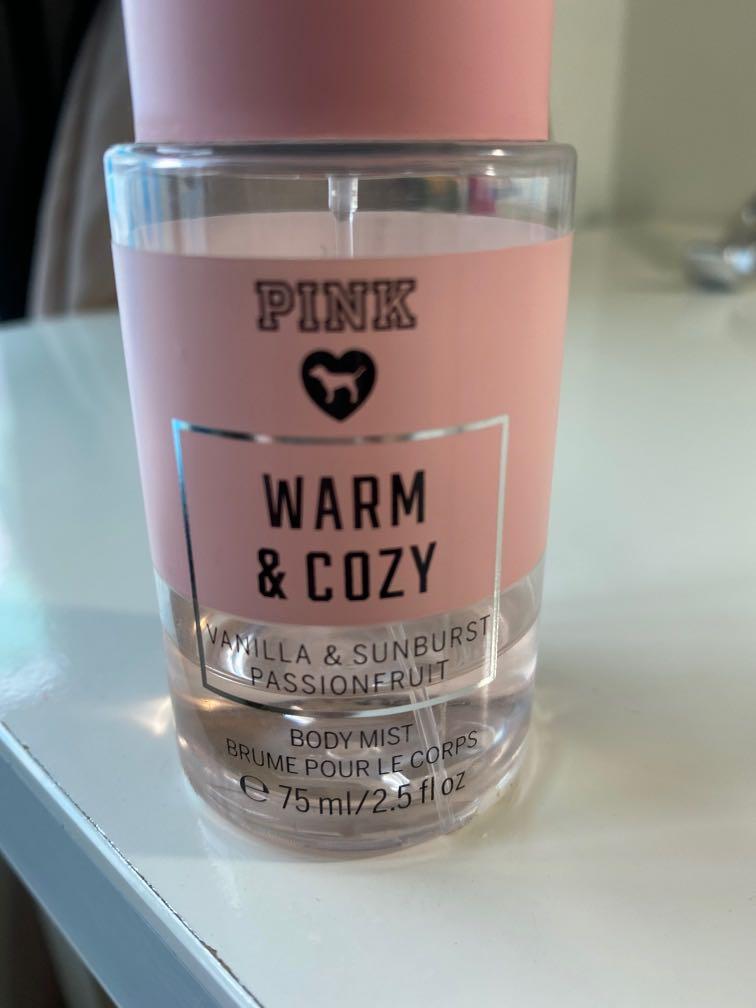 PINK
WARM
& COZY
VANILLA & SUNBURST
PASSIONFRUIT
BODY MIST
BRUME POUR LE CORPS
℮ 75 ml/2.5 fl oz